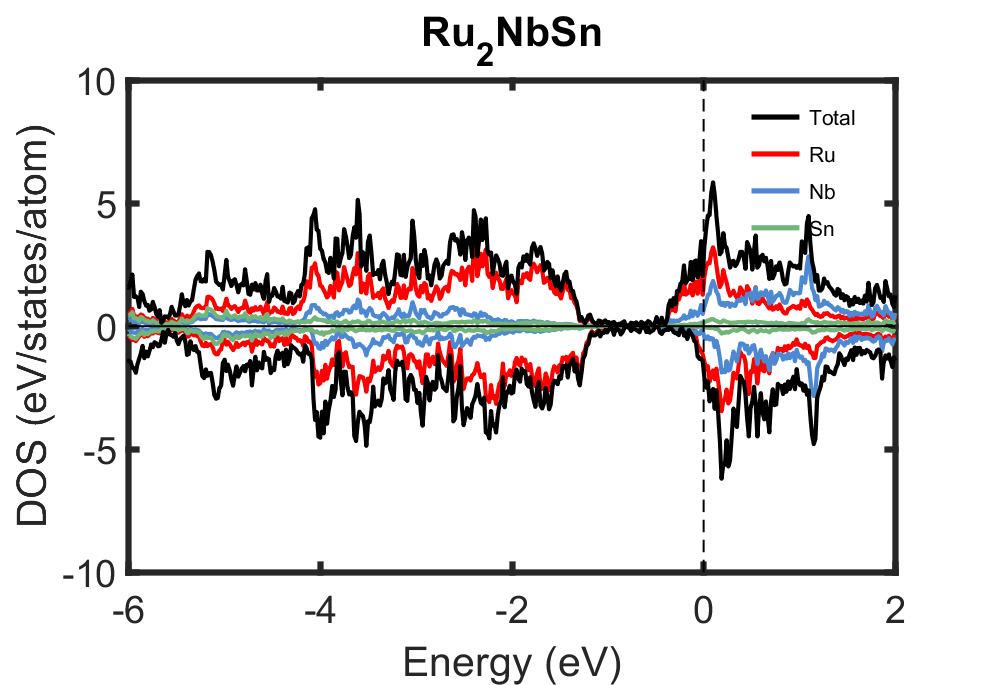 Ru2NbSn
10
5
0
-5
-10
DOS (eV/states/atom)
Total
Ru
Nb
Sn
-6 -4 -2 0 2
Energy (eV)